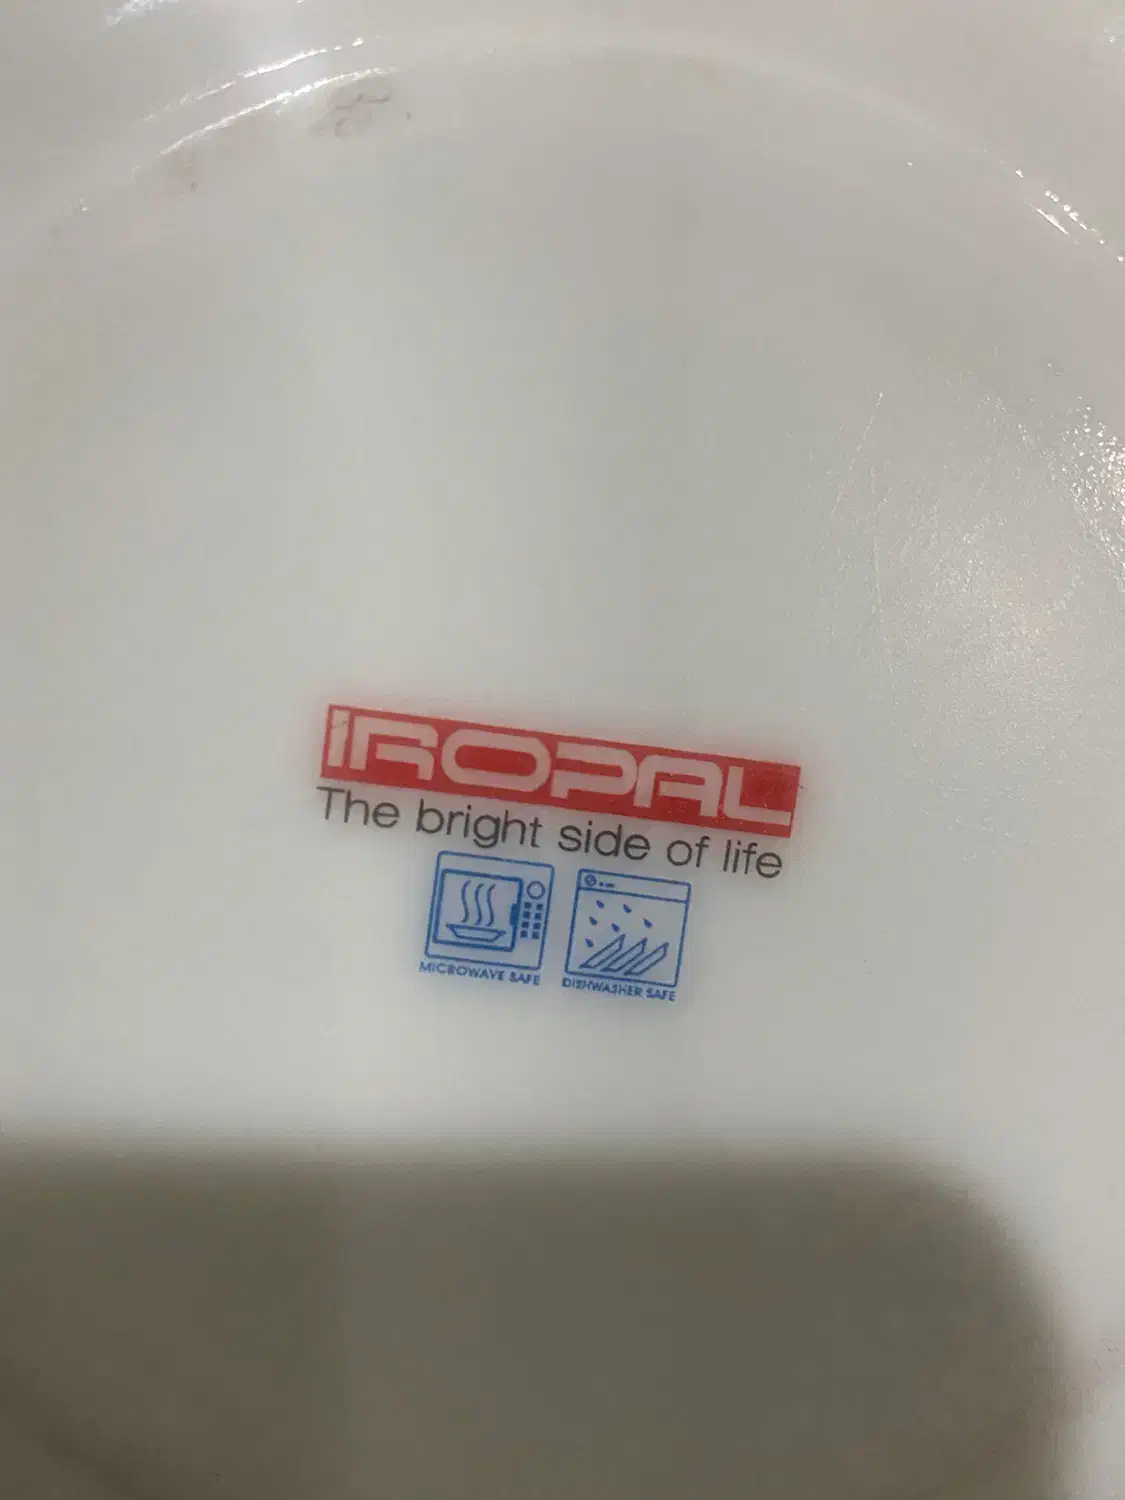 IROPAL
The bright side of life
MICROWAVE SAFE
DISHWASHER SAFE